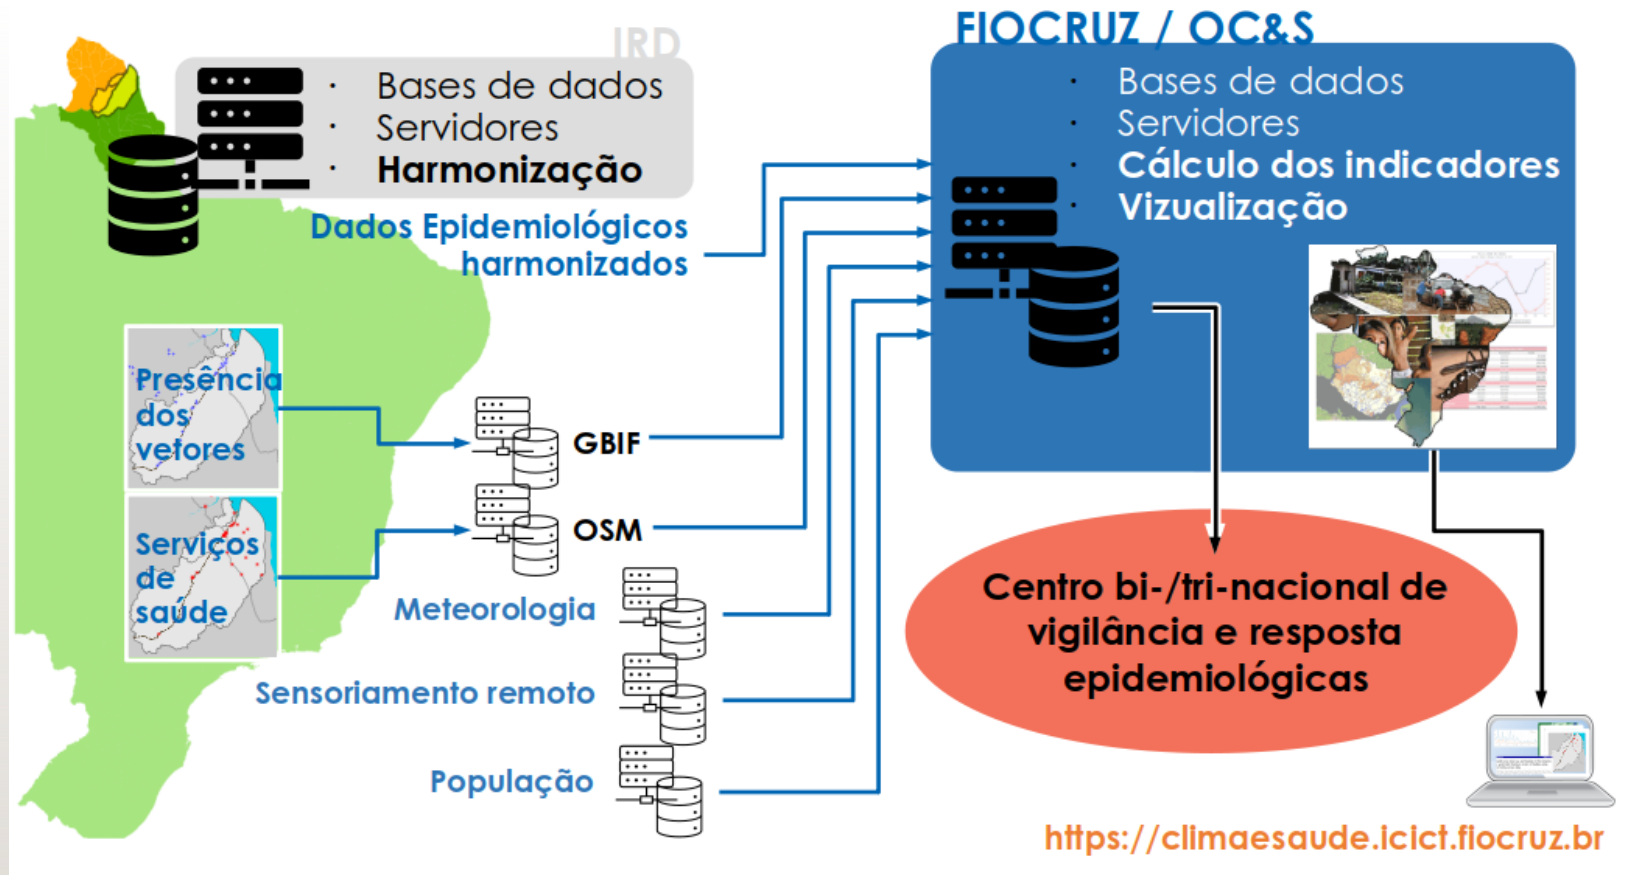 IRD
· Bases de dados
· Servidores
· Harmonização
Dados Epidemiológicos
harmonizados
Presência
dos
vetores
Serviços
de
saúde
GBIF
OSM
Meteorologia
Sensoriamento remoto
População
FIOCRUZ / OC&S
· Bases de dados
· Servidores
· Cálculo dos indicadores
· Vizualização
Centro bi-/tri-nacional de
vigilância e resposta
epidemiológicas
https://climaesaude.icict.fiocruz.br